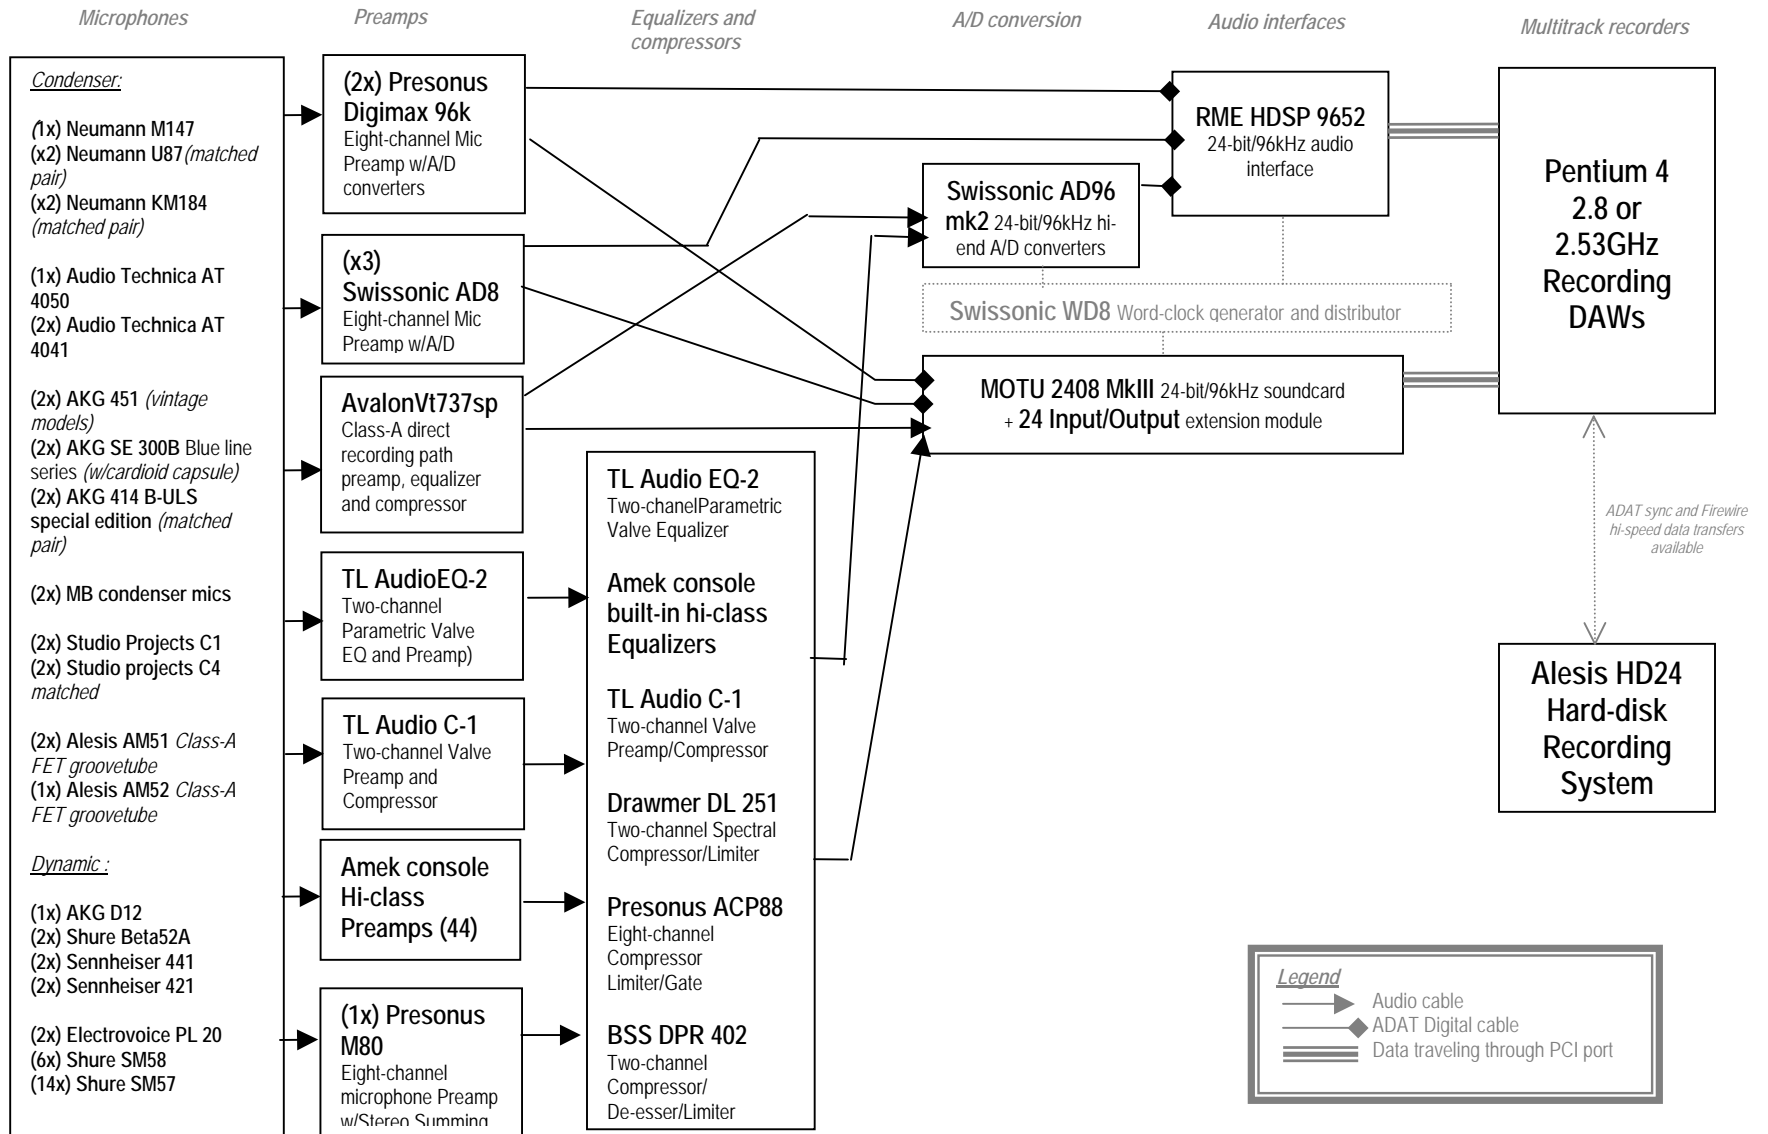 Microphones
Preamps
Equalizers and
compressors
A/D conversion
Audio interfaces
Multitrack recorders
Condenser:
(1x) Neumann M147
(x2) Neumann U87(matched
pair)
(x2) Neumann KM184
(matched pair)
(1x) Audio Technica AT
4050
(2x) Audio Technica AT
4041
(2x) AKG 451 (vintage
models)
(2x) AKG SE 300B Blue line
series (w/cardioid capsule)
(2x) AKG 414 B-ULS
special edition (matched
pair)
(2x) MB condenser mics
(2x) Studio Projects C1
(2x) Studio projects C4
matched
(2x) Alesis AM51 Class-A
FET groovetube
(1x) Alesis AM52 Class-A
FET groovetube
Dynamic :
(1x) AKG D12
(2x) Shure Beta52A
(2x) Sennheiser 441
(2x) Sennheiser 421
(2x) Electrovoice PL 20
(6x) Shure SM58
(14x) Shure SM57
(2x) Presonus
Digimax 96k
Eight-channel Mic
Preamp w/A/D
converters
(x3)
Swissonic AD8
Eight-channel Mic
Preamp w/A/D
AvalonVt737sp
Class-A direct
recording path
preamp, equalizer
and compressor
TL AudioEQ-2
Two-channel
Parametric Valve
EQ and Preamp)
TL Audio C-1
Two-channel Valve
Preamp and
Compressor
Amek console
Hi-class
Preamps (44)
(1x) Presonus
M80
Eight-channel
microphone Preamp
w/Stereo Summing
TL Audio EQ-2
Two-chanelParametric
Valve Equalizer
Amek console
built-in hi-class
Equalizers
TL Audio C-1
Two-channel Valve
Preamp/Compressor
Drawmer DL 251
Two-channel Spectral
Compressor/Limiter
Presonus ACP88
Eight-channel
Compressor
Limiter/Gate
BSS DPR 402
Two-channel
Compressor/
De-esser/Limiter
Swissonic AD96
mk2 24-bit/96kHz hi-
end A/D converters
RME HDSP 9652
24-bit/96kHz audio
interface
Swissonic WD8 Word-clock generator and distributor
MOTU 2408 MkIII 24-bit/96kHz soundcard
+ 24 Input/Output extension module
Pentium 4
2.8 or
2.53GHz
Recording
DAWs
ADAT sync and Firewire
hi-speed data transfers
available
Alesis HD24
Hard-disk
Recording
System
Legend
Audio cable
ADAT Digital cable
Data traveling through PCI port